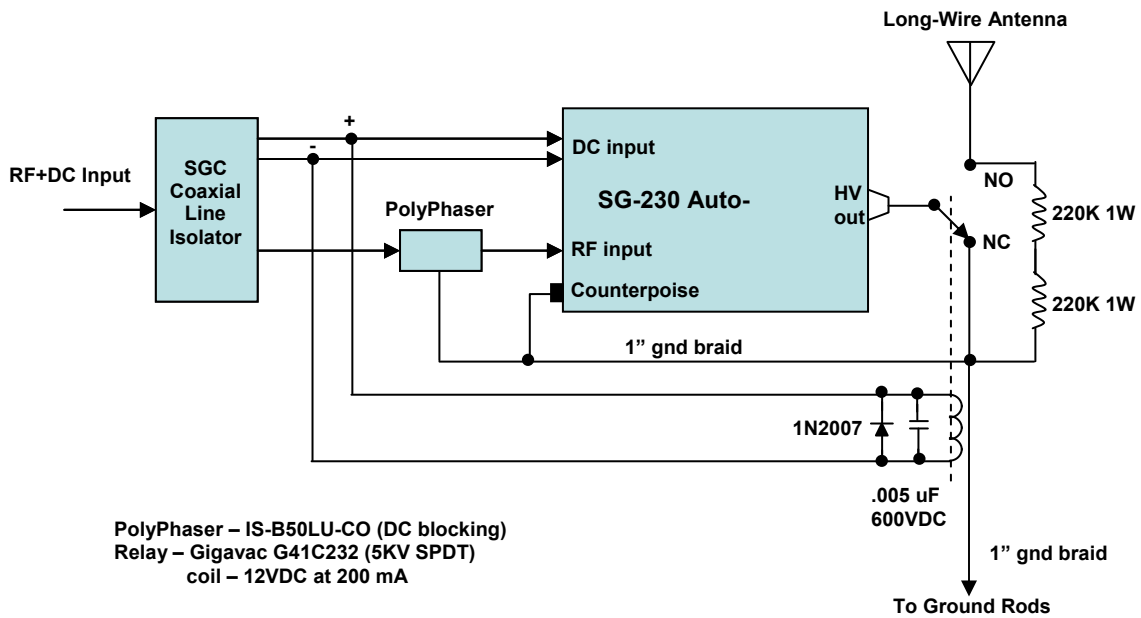 Long-Wire Antenna
+
-
RF+DC Input
SGC
Coaxial
Line
Isolator
PolyPhaser
DC input
SG-230 Auto-
HV
out
RF input
Counterpoise
NO
NC
220K 1W
220K 1W
1” gnd braid
1N2007
.005 uF
600VDC
PolyPhaser – IS-B50LU-CO (DC blocking)
Relay – Gigavac G41C232 (5KV SPDT)
coil – 12VDC at 200 mA
1” gnd braid
To Ground Rods